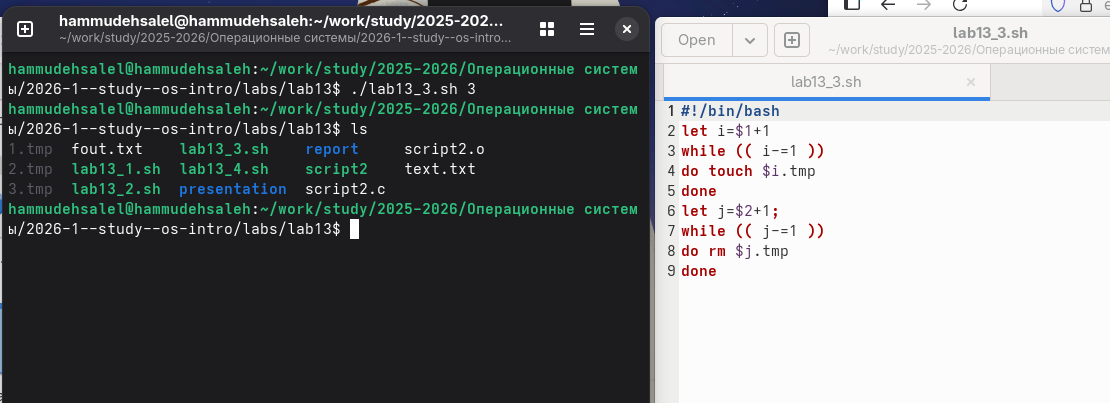 hammudehsalel@hammudehsaleh:~/work/study/2025-202…
~/work/study/2025-2026/Операционные системы/2026-1--study--os-intro…
hammudehsalel@hammudehsaleh:~/work/study/2025-2026/Операционные систем
ы/2026-1--study--os-intro/labs/lab13$ ./lab13_3.sh 3
hammudehsalel@hammudehsaleh:~/work/study/2025-2026/Операционные систем
ы/2026-1--study--os-intro/labs/lab13$ ls
1.tmp  fout.txt    lab13_3.sh    report     script2.o
2.tmp  lab13_1.sh  lab13_4.sh    script2    text.txt
3.tmp  lab13_2.sh  presentation  script2.c
hammudehsalel@hammudehsaleh:~/work/study/2025-2026/Операционные систем
ы/2026-1--study--os-intro/labs/lab13$
Open
lab13_3.sh
~/work/study/2025-2026/Операционные систем
lab13_3.sh
1 #!/bin/bash
2 let i=$1+1
3 while (( i-=1 ))
4 do touch $i.tmp
5 done
6 let j=$2+1;
7 while (( j-=1 ))
8 do rm $j.tmp
9 done